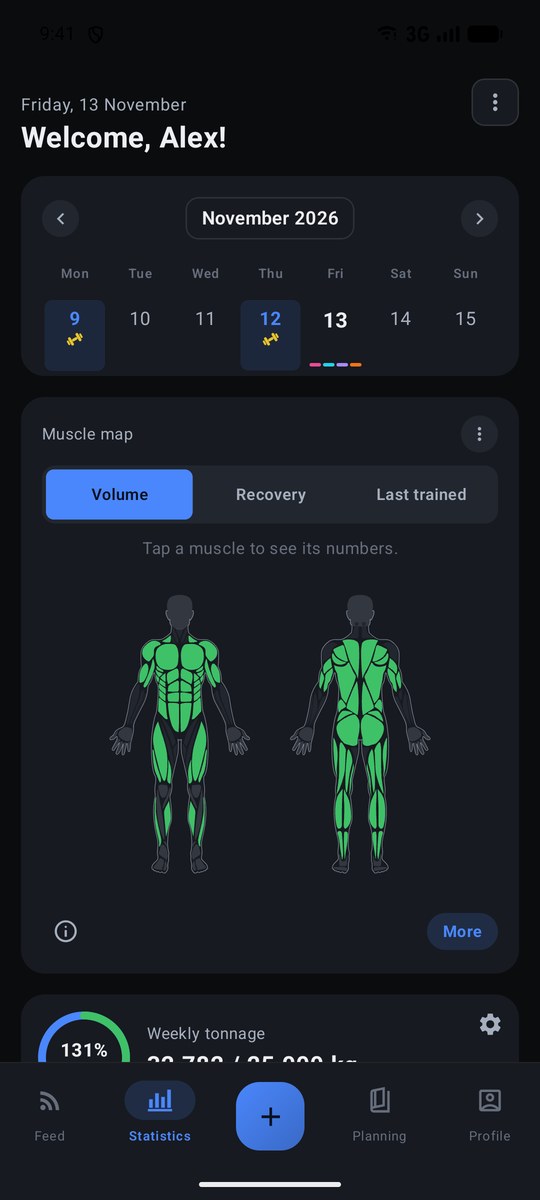 9:41
3G
Friday, 13 November
Welcome, Alex!
November 2026
Mon Tue Wed Thu Fri Sat Sun
9 10 11 12 13 14 15
Muscle map
Volume Recovery Last trained
Tap a muscle to see its numbers.
More
131%
Weekly tonnage
Feed Statistics Planning Profile